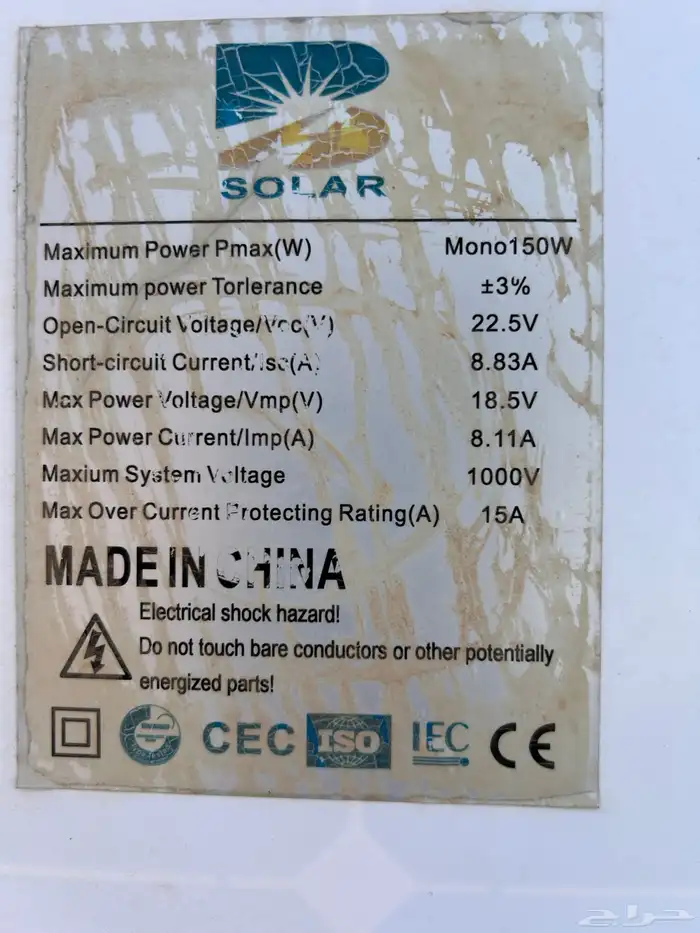 SOLAR
Maximum Power Pmax(W) Mono150W
Maximum power Torlerance ±3%
Open-Circuit Voltage/Voc(V) 22.5V
Short-circuit Current/Isc(A) 8.83A
Max Power Voltage/Vmp(V) 18.5V
Max Power Current/Imp(A) 8.11A
Maxium System Voltage 1000V
Max Over Current Protecting Rating(A) 15A
MADE IN CHINA
Electrical shock hazard!
Do not touch bare conductors or other potentially
energized parts!
CEC ISO IEC CE
حراج